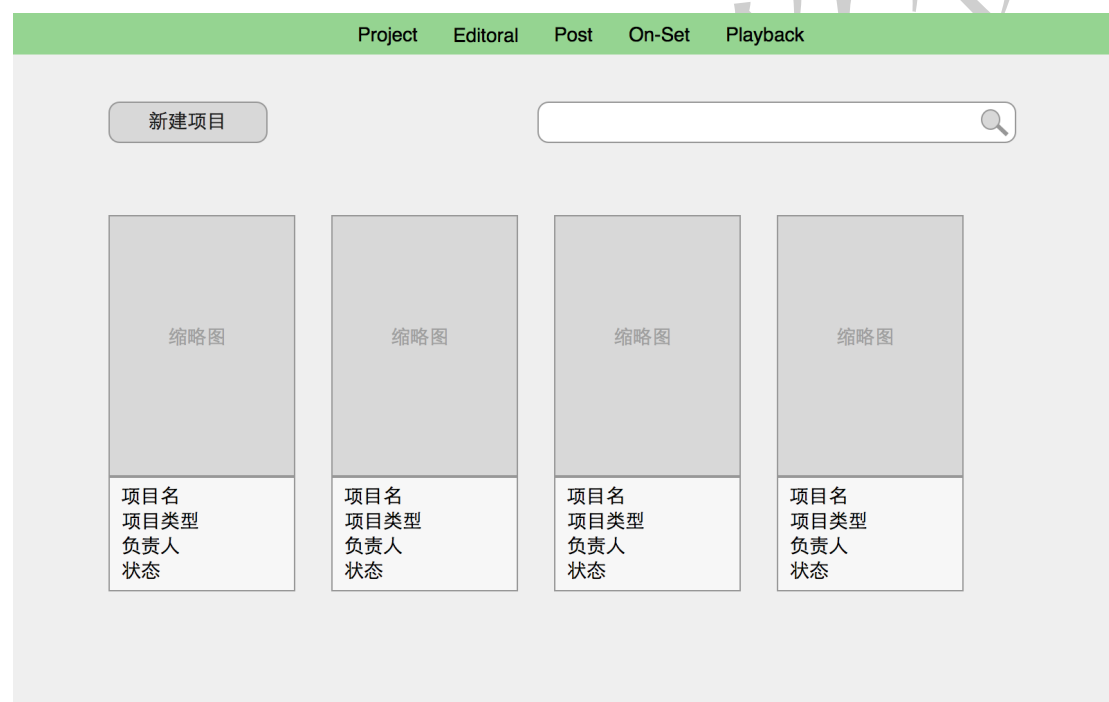 Project Editoral Post On-Set Playback
新建项目
缩略图 缩略图 缩略图 缩略图
项目名 项目名 项目名 项目名
项目类型 项目类型 项目类型 项目类型
负责人 负责人 负责人 负责人
状态 状态 状态 状态